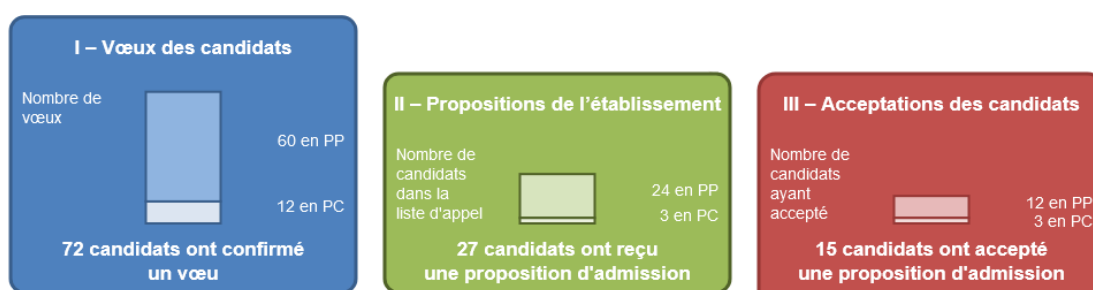 I – Vœux des candidats
Nombre de
vœux
60 en PP
12 en PC
72 candidats ont confirmé
un vœu
II – Propositions de l'établissement
Nombre de
candidats
dans la
liste d'appel
24 en PP
3 en PC
27 candidats ont reçu
une proposition d'admission
III – Acceptations des candidats
Nombre de
candidats
ayant
accepté
12 en PP
3 en PC
15 candidats ont accepté
une proposition d'admission